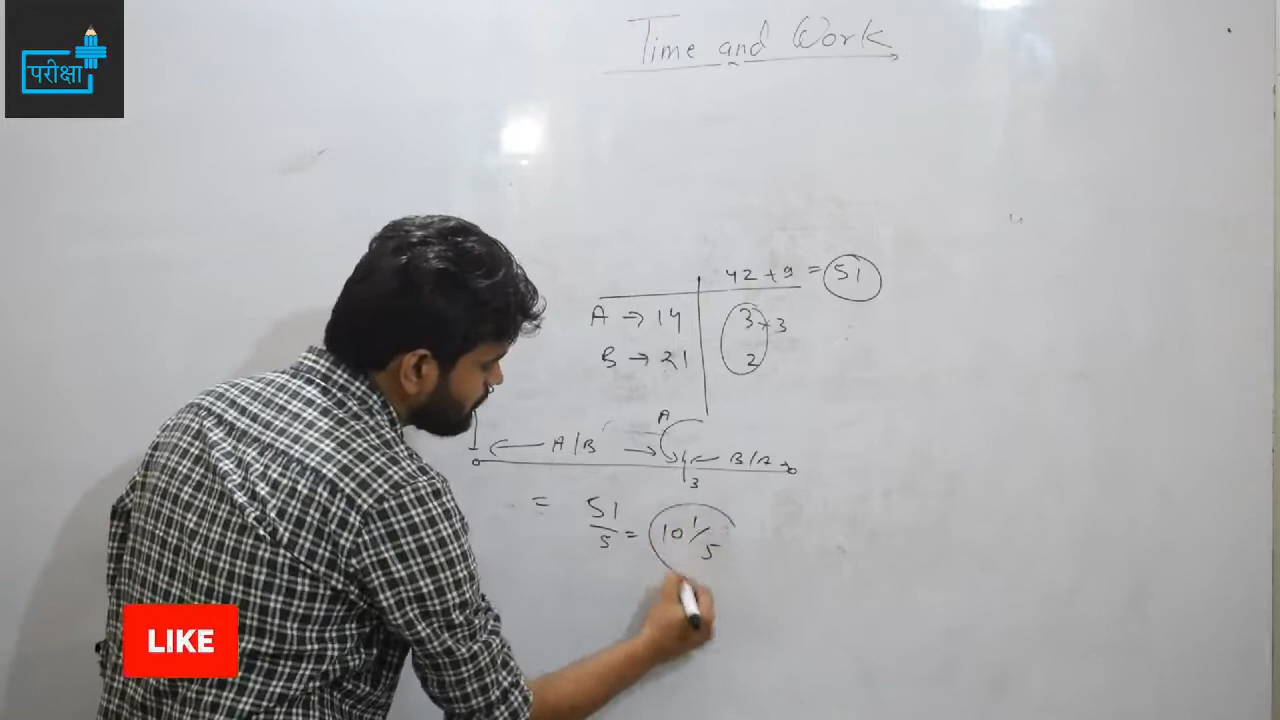 परीक्षा
Time and Work
42 + 9 = 51
A → 14 3 × 3
B → 21 2
A
A/B B/A
3
= 51/5 = 10 1/5
LIKE